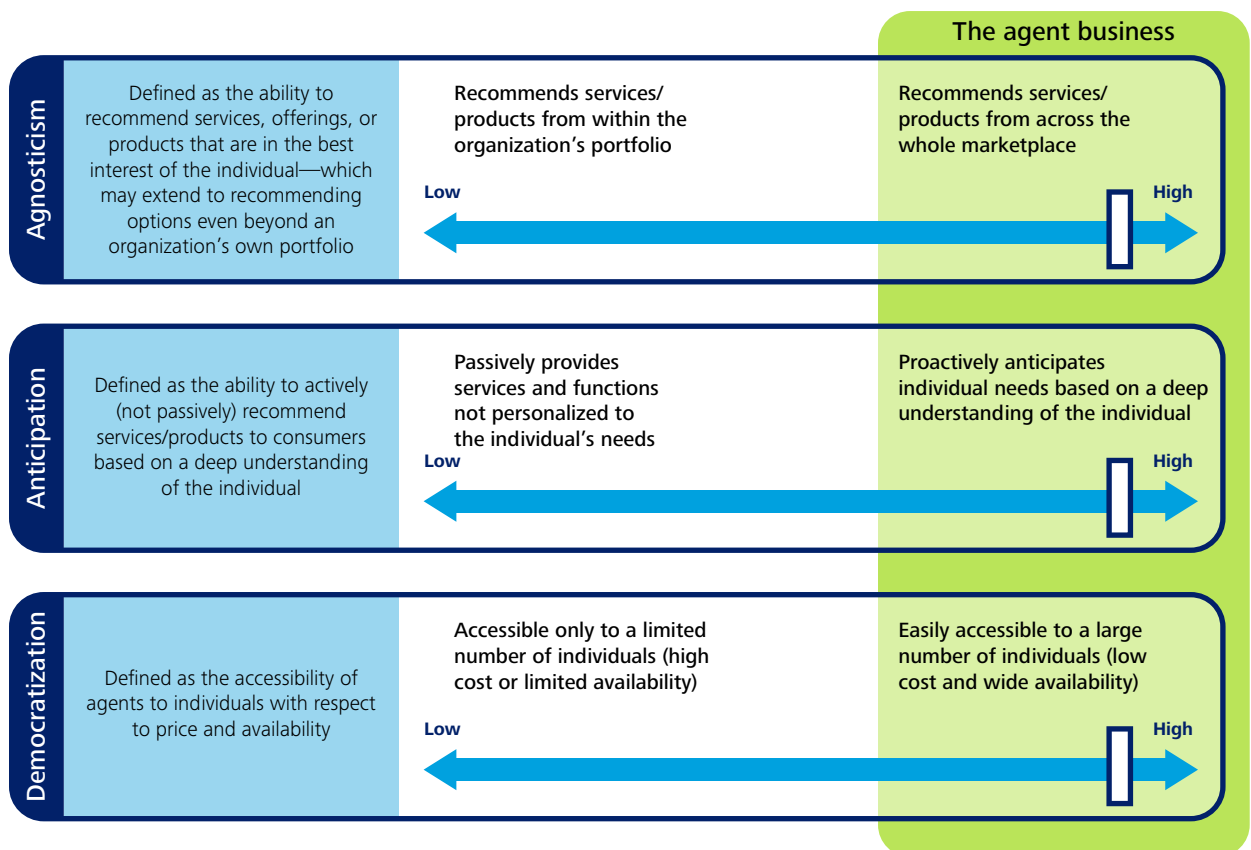 The agent business
Agnosticism
Defined as the ability to
recommend services, offerings, or
products that are in the best
interest of the individual—which
may extend to recommending
options even beyond an
organization’s own portfolio
Recommends services/
products from within the
organization’s portfolio
Recommends services/
products from across the
whole marketplace
Low
High
Anticipation
Defined as the ability to actively
(not passively) recommend
services/products to consumers
based on a deep understanding
of the individual
Passively provides
services and functions
not personalized to
the individual’s needs
Proactively anticipates
individual needs based on a deep
understanding of the individual
Low
High
Democratization
Defined as the accessibility of
agents to individuals with respect
to price and availability
Accessible only to a limited
number of individuals (high
cost or limited availability)
Easily accessible to a large
number of individuals (low
cost and wide availability)
Low
High